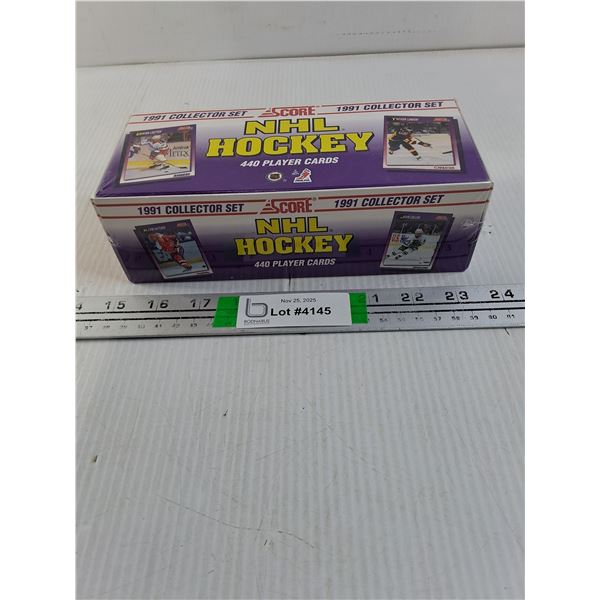 1991 COLLECTOR SET SCORE 1991 COLLECTOR SET
NHL
HOCKEY
440 PLAYER CARDS
1991 COLLECTOR SET SCORE 1991 COLLECTOR SET
NHL
HOCKEY
440 PLAYER CARDS
15 16 17 21 22 23 24
Nov 25, 2025
Lot #4145
BODNARUS